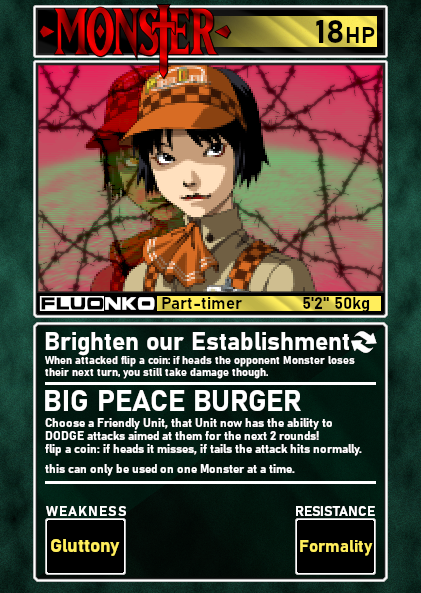 MONSTER
18HP
Peace Unit
FLUONKO
Part-timer
5'2" 50kg
Brighten our Establishment
When attacked flip a coin: if heads the opponent Monster loses
their next turn, you still take damage though.
BIG PEACE BURGER
Choose a Friendly Unit, that Unit now has the ability to
DODGE attacks aimed at them for the next 2 rounds!
flip a coin: if heads it misses, if tails the attack hits normally.
this can only be used on one Monster at a time.
WEAKNESS
RESISTANCE
Gluttony
Formality